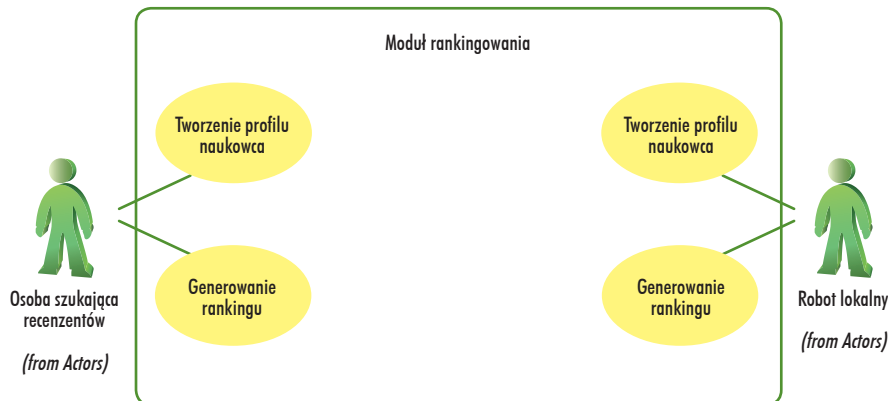 Moduł rankingowania
Tworzenie profilu
naukowca
Tworzenie profilu
naukowca
Generowanie
rankingu
Generowanie
rankingu
Osoba szukająca
recenzentów
(from Actors)
Robot lokalny
(from Actors)